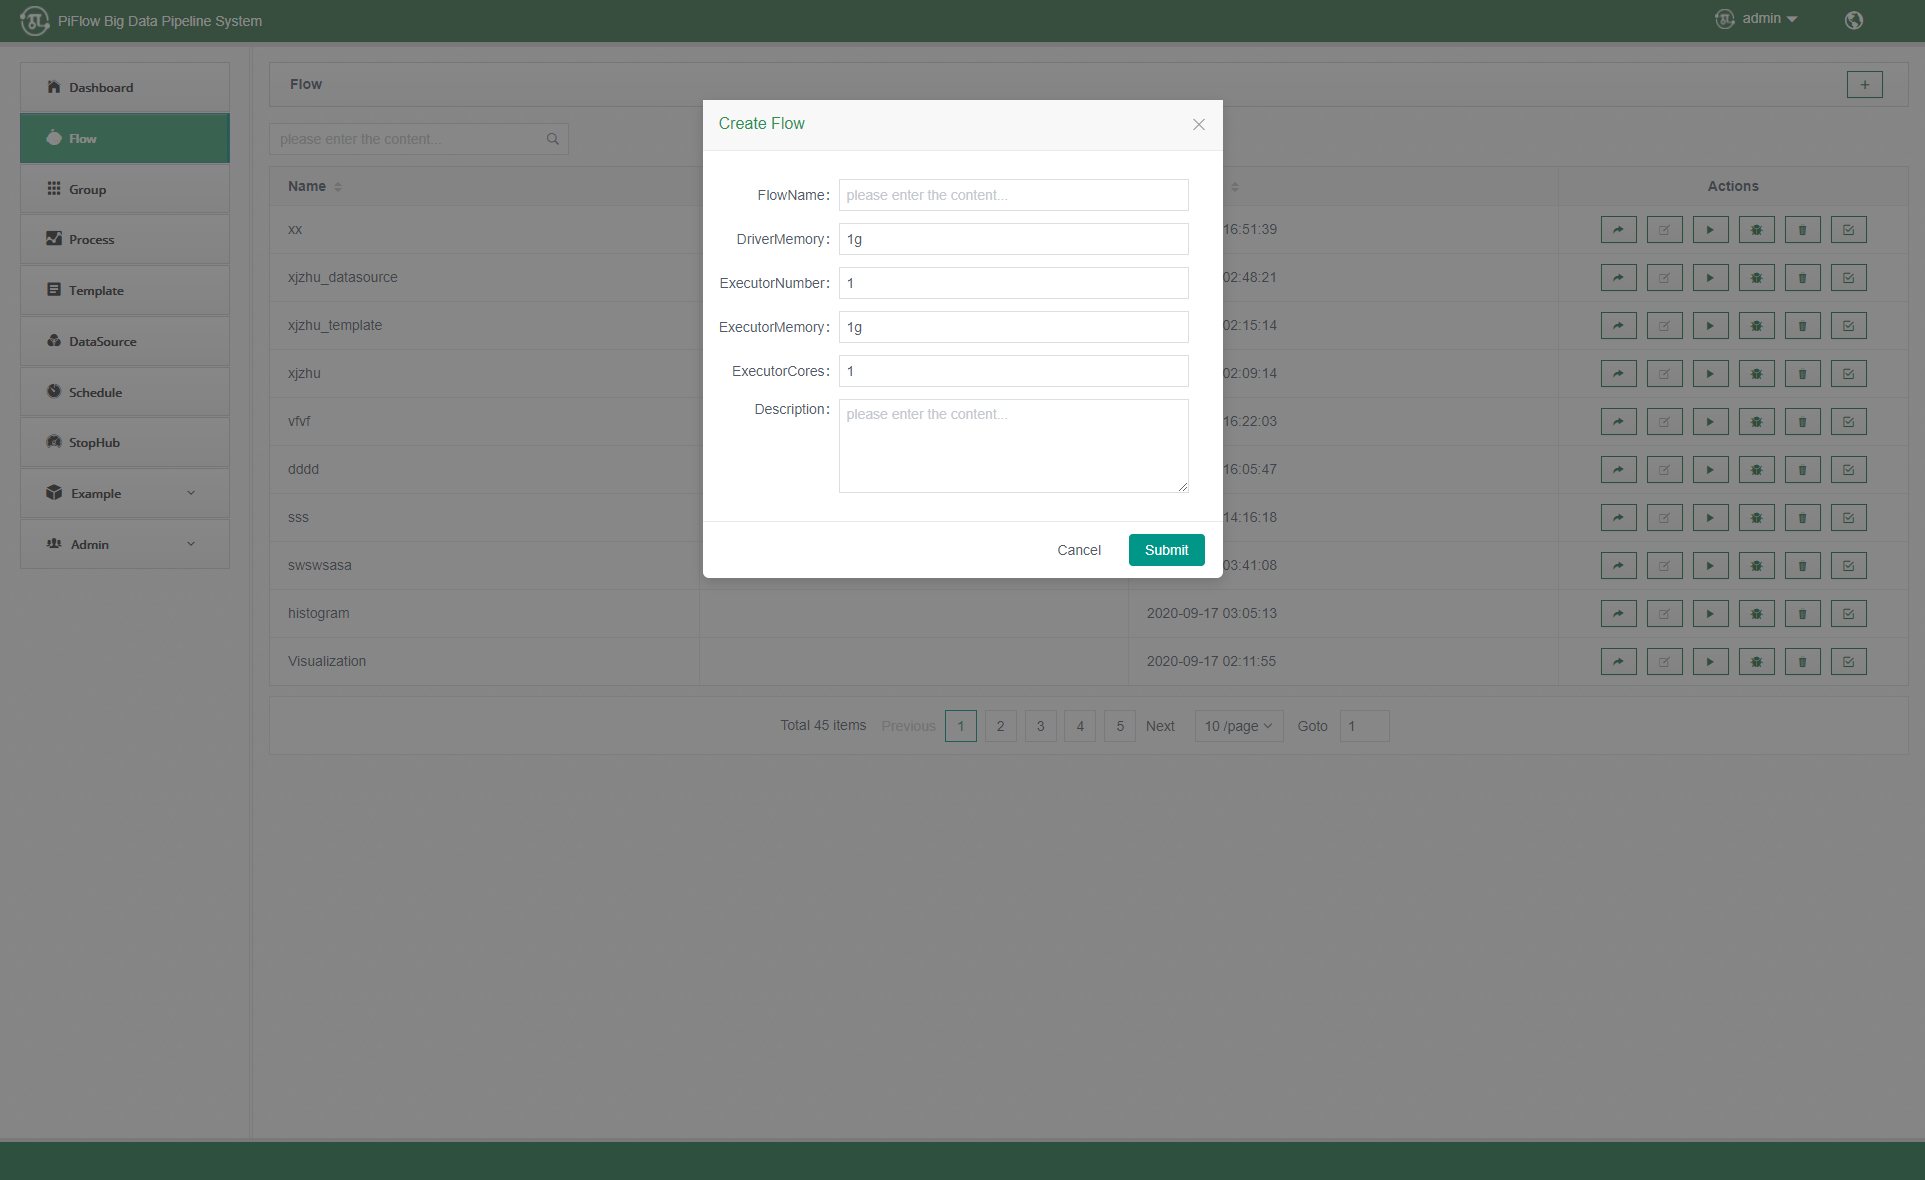 PiFlow Big Data Pipeline System
admin
Dashboard
Flow
Group
Process
Template
DataSource
Schedule
StopHub
Example
Admin
Flow
+
please enter the content...
Name
Actions
xx
16:51:39
xjzhu_datasource
02:48:21
xjzhu_template
02:15:14
xjzhu
02:09:14
vfvf
16:22:03
dddd
16:05:47
sss
14:16:18
swswsasa
03:41:08
histogram
2020-09-17 03:05:13
Visualization
2020-09-17 02:11:55
Total 45 items Previous 1 2 3 4 5 Next 10 /page Goto 1
Create Flow
FlowName: please enter the content...
DriverMemory: 1g
ExecutorNumber: 1
ExecutorMemory: 1g
ExecutorCores: 1
Description: please enter the content...
Cancel Submit